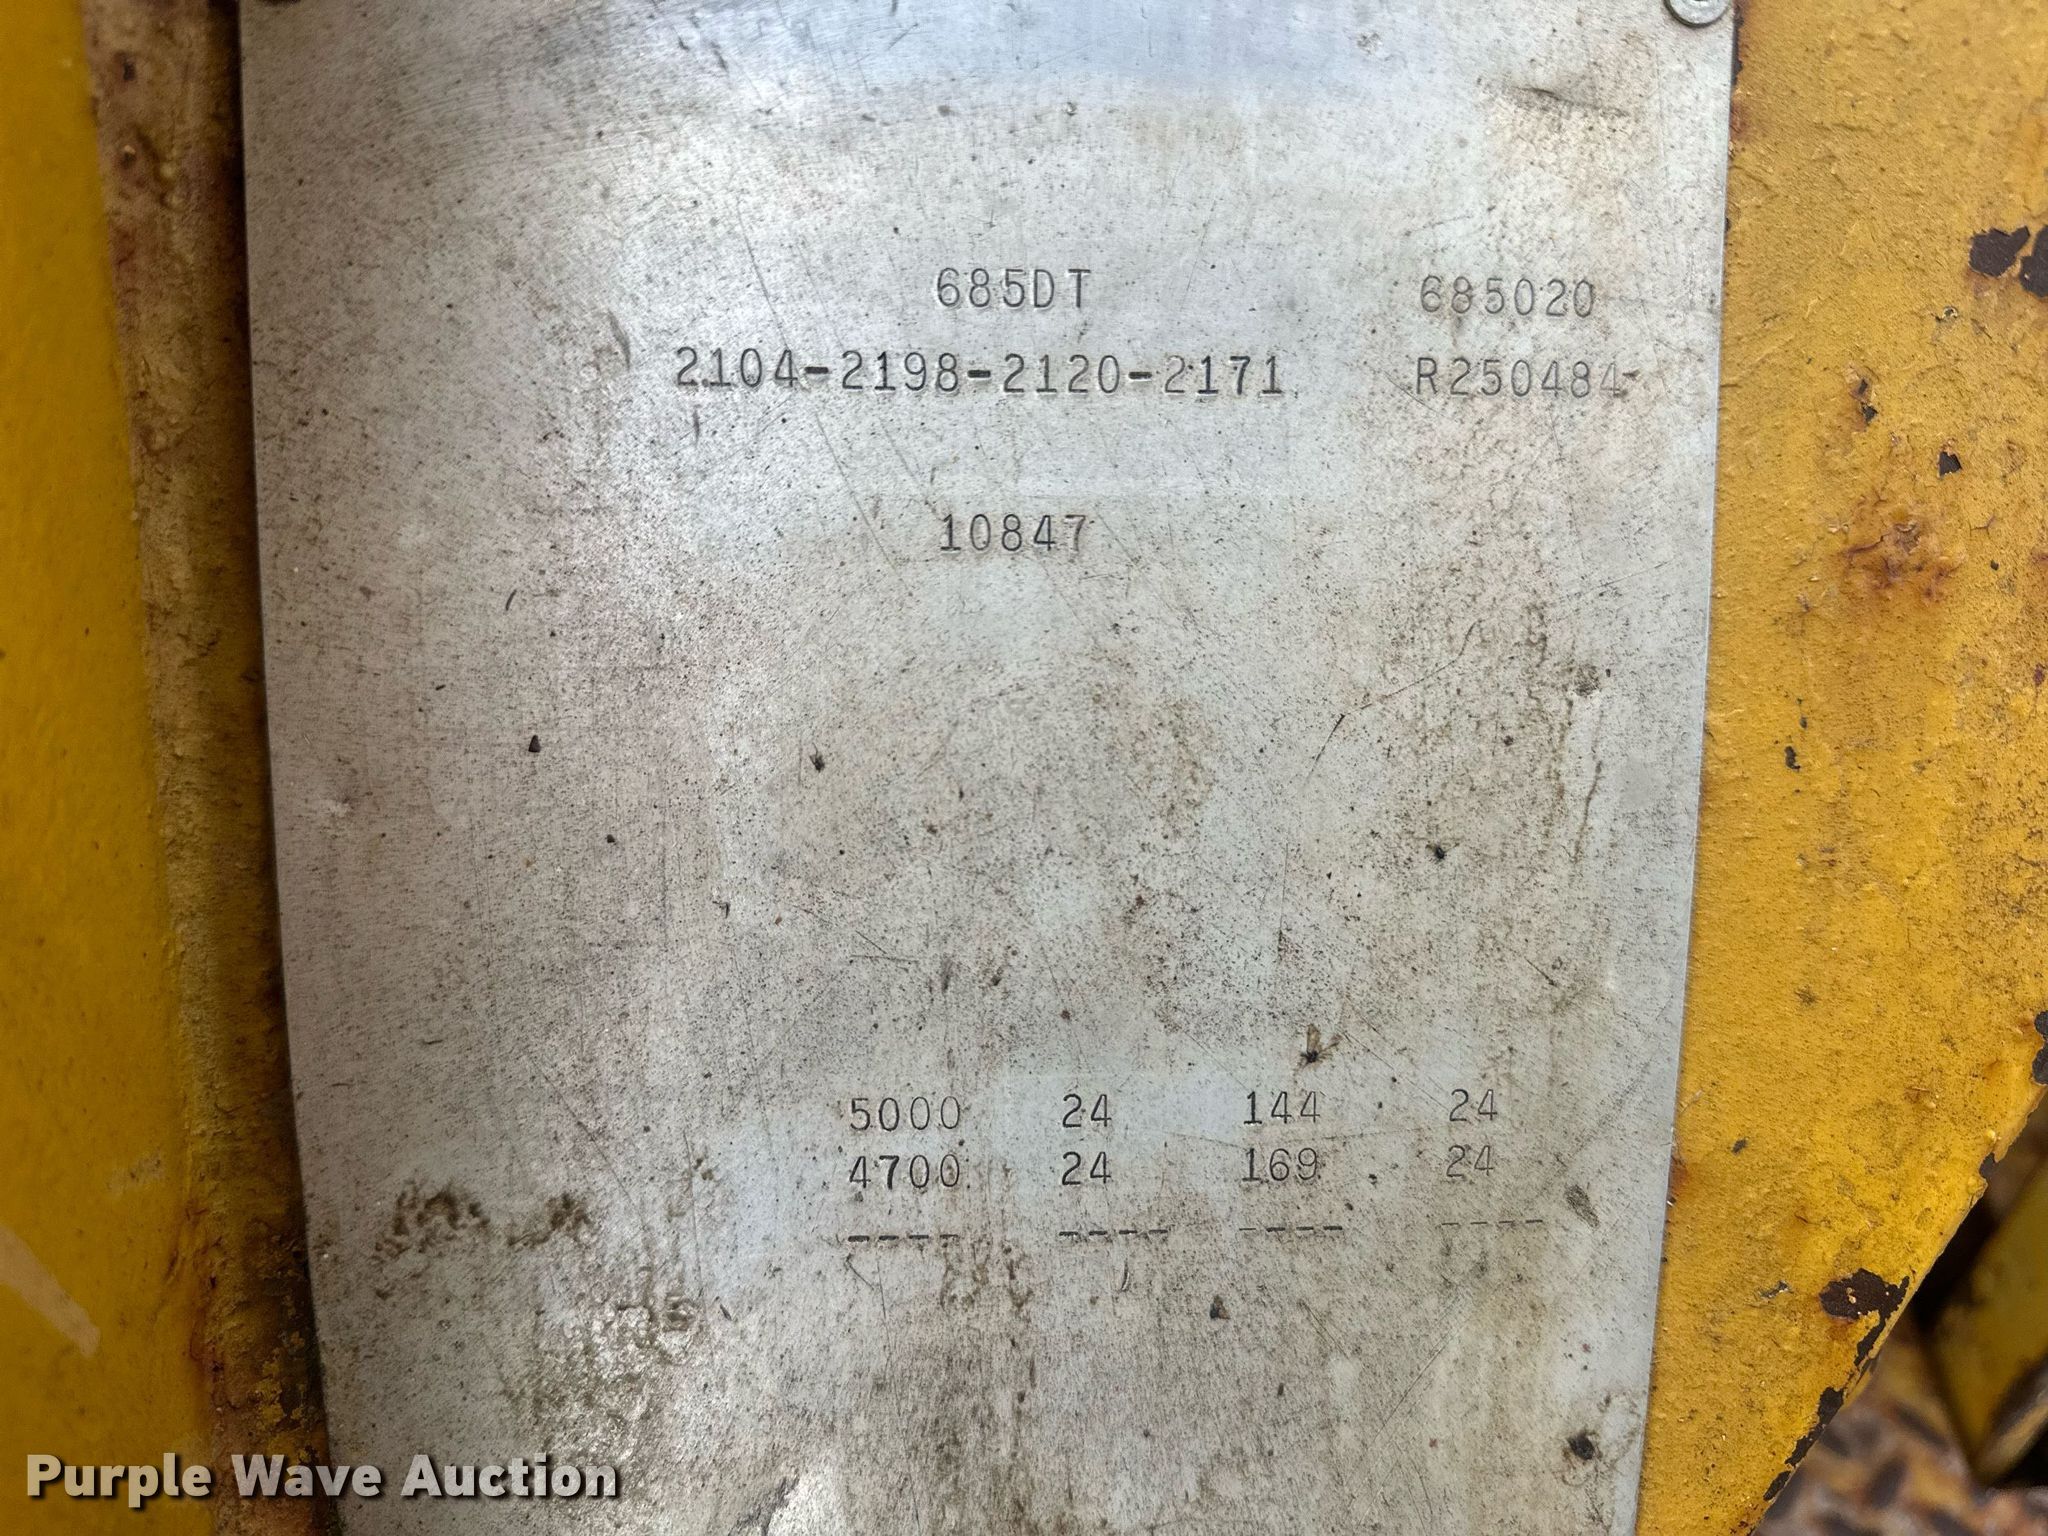 685DT 685020
2104-2198-2120-2171 R250484
10847
5000 24 144 24
4700 24 169 24
---- ---- ---- ----
Purple Wave Auction